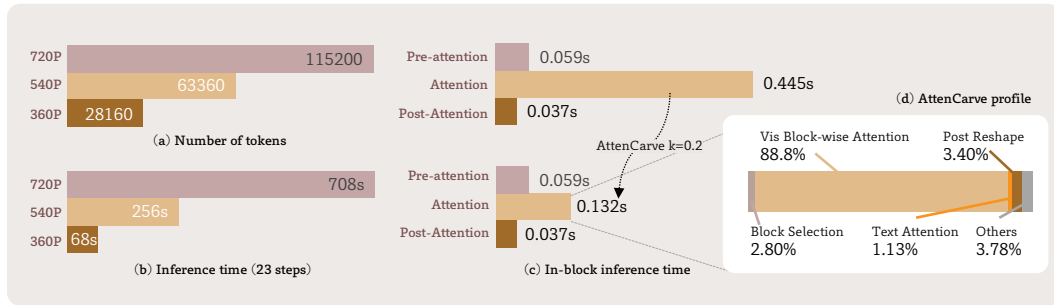 720P
115200
540P
63360
360P
28160
(a) Number of tokens
720P
708s
540P
256s
360P
68s
(b) Inference time (23 steps)
Pre-attention
0.059s
Attention
0.445s
Post-Attention
0.037s
AttenCarve k=0.2
Pre-attention
0.059s
Attention
0.132s
Post-Attention
0.037s
(c) In-block inference time
(d) AttenCarve profile
Vis Block-wise Attention
88.8%
Post Reshape
3.40%
Block Selection
2.80%
Text Attention
1.13%
Others
3.78%